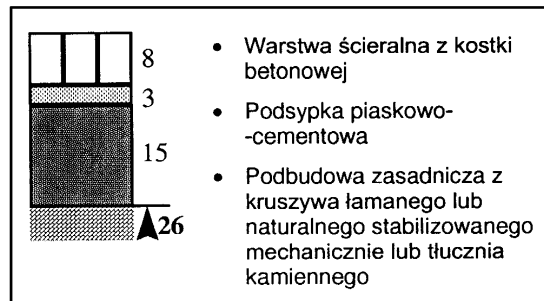 8
3
15
26
• Warstwa ścieralna z kostki
betonowej
• Podsypka piaskowo-
-cementowa
• Podbudowa zasadnicza z
kruszywa łamanego lub
naturalnego stabilizowanego
mechanicznie lub tłucznia
kamiennego